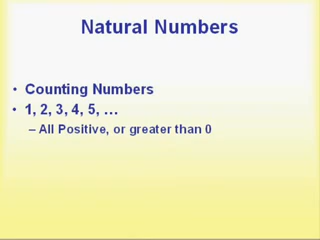 Natural Numbers
• Counting Numbers
• 1, 2, 3, 4, 5, …
– All Positive, or greater than 0